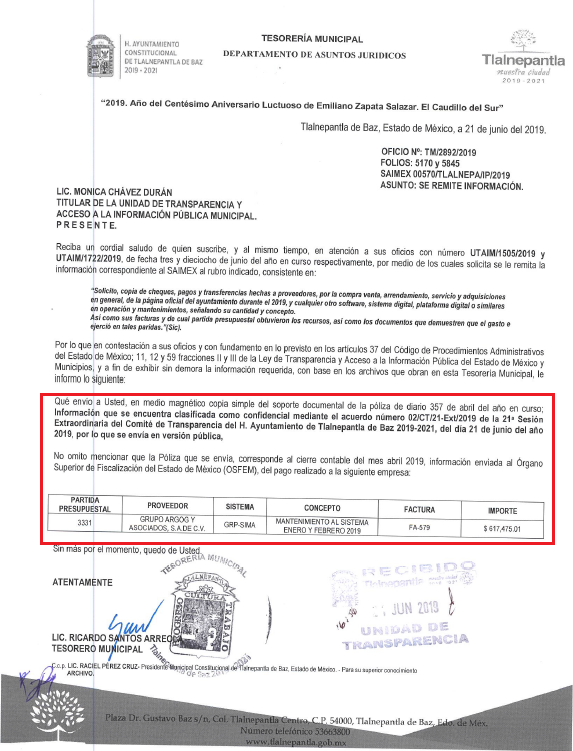 H. AYUNTAMIENTO
CONSTITUCIONAL
DE TLALNEPANTLA DE BAZ
2019 - 2021
TESORERÍA MUNICIPAL
DEPARTAMENTO DE ASUNTOS JURIDICOS
Tlalnepantla
nuestra ciudad
2019 - 2021
"2019. Año del Centésimo Aniversario Luctuoso de Emiliano Zapata Salazar. El Caudillo del Sur"
Tlalnepantla de Baz, Estado de México, a 21 de junio del 2019.
OFICIO Nº: TM/2892/2019
FOLIOS: 5170 y 5845
SAIMEX 00570/TLALNEPA/IP/2019
ASUNTO: SE REMITE INFORMACIÓN.
LIC. MONICA CHÁVEZ DURÁN
TITULAR DE LA UNIDAD DE TRANSPARENCIA Y
ACCESO A LA INFORMACIÓN PÚBLICA MUNICIPAL.
P R E S E N T E.
Reciba un cordial saludo de quien suscribe, y al mismo tiempo, en atención a sus oficios con número UTAIM/1505/2019 y
UTAIM/1722/2019, de fecha tres y dieciocho de junio del año en curso respectivamente, por medio de los cuales solicita se le remita la
información correspondiente al SAIMEX al rubro indicado, consistente en:
"Solicito, copia de cheques, pagos y transferencias hechas a proveedores, por la compra venta, arrendamiento, servicio y adquisiciones
en general, de la página oficial del ayuntamiento durante el 2019, y cualquier otro software, sistema digital, plataforma digital o similares
en operación y mantenimientos, señalando su cantidad y concepto.
Así como sus facturas y de cual partida presupuestal obtuvieron los recursos, así como los documentos que demuestren que el gasto e
ejerció en tales paridas."(Sic).
Por lo que en contestación a sus oficios y con fundamento en lo previsto en los artículos 37 del Código de Procedimientos Administrativos
del Estado de México; 11, 12 y 59 fracciones II y III de la Ley de Transparencia y Acceso a la Información Pública del Estado de México y
Municipios, y a fin de exhibir sin demora la información requerida, con base en los archivos que obran en esta Tesorería Municipal, le
informo lo siguiente:
Qué envío a Usted, en medio magnético copia simple del soporte documental de la póliza de diario 357 de abril del año en curso;
Información que se encuentra clasificada como confidencial mediante el acuerdo número 02/CT/21-Ext/2019 de la 21ª Sesión
Extraordinaria del Comité de Transparencia del H. Ayuntamiento de Tlalnepantla de Baz 2019-2021, del día 21 de junio del año
2019, por lo que se envía en versión pública,
No omito mencionar que la Póliza que se envía, corresponde al cierre contable del mes abril 2019, información enviada al Órgano
Superior de Fiscalización del Estado de México (OSFEM), del pago realizado a la siguiente empresa:
PARTIDA PRESUPUESTAL PROVEEDOR SISTEMA CONCEPTO FACTURA IMPORTE
3331 GRUPO ARGOG Y ASOCIADOS, S.A.DE C.V. GRP-SIMA MANTENIMIENTO AL SISTEMA ENERO Y FEBRERO 2019 FA-579 $ 617,475.01
Sin más por el momento, quedo de Usted.
ATENTAMENTE
TESORERÍA MUNICIPAL
TLALNEPANTLA
CULTURA
PROGRESO
TRABAJO
Tlalnepantla de Baz 2019 - 2021
RECIBIDO
Tlalnepantla
21 JUN 2019
UNIDAD DE
TRANSPARENCIA
LIC. RICARDO SANTOS ARREOLA
TESORERO MUNICIPAL
C.c.p. LIC. RACIEL PÉREZ CRUZ- Presidente Municipal Constitucional de Tlalnepantla de Baz, Estado de México. - Para su superior conocimiento
ARCHIVO.
Plaza Dr. Gustavo Baz s/n, Col. Tlalnepantla Centro, C.P. 54000, Tlalnepantla de Baz, Edo. de Méx.
Número telefónico 53663800
www.tlalnepantla.gob.mx